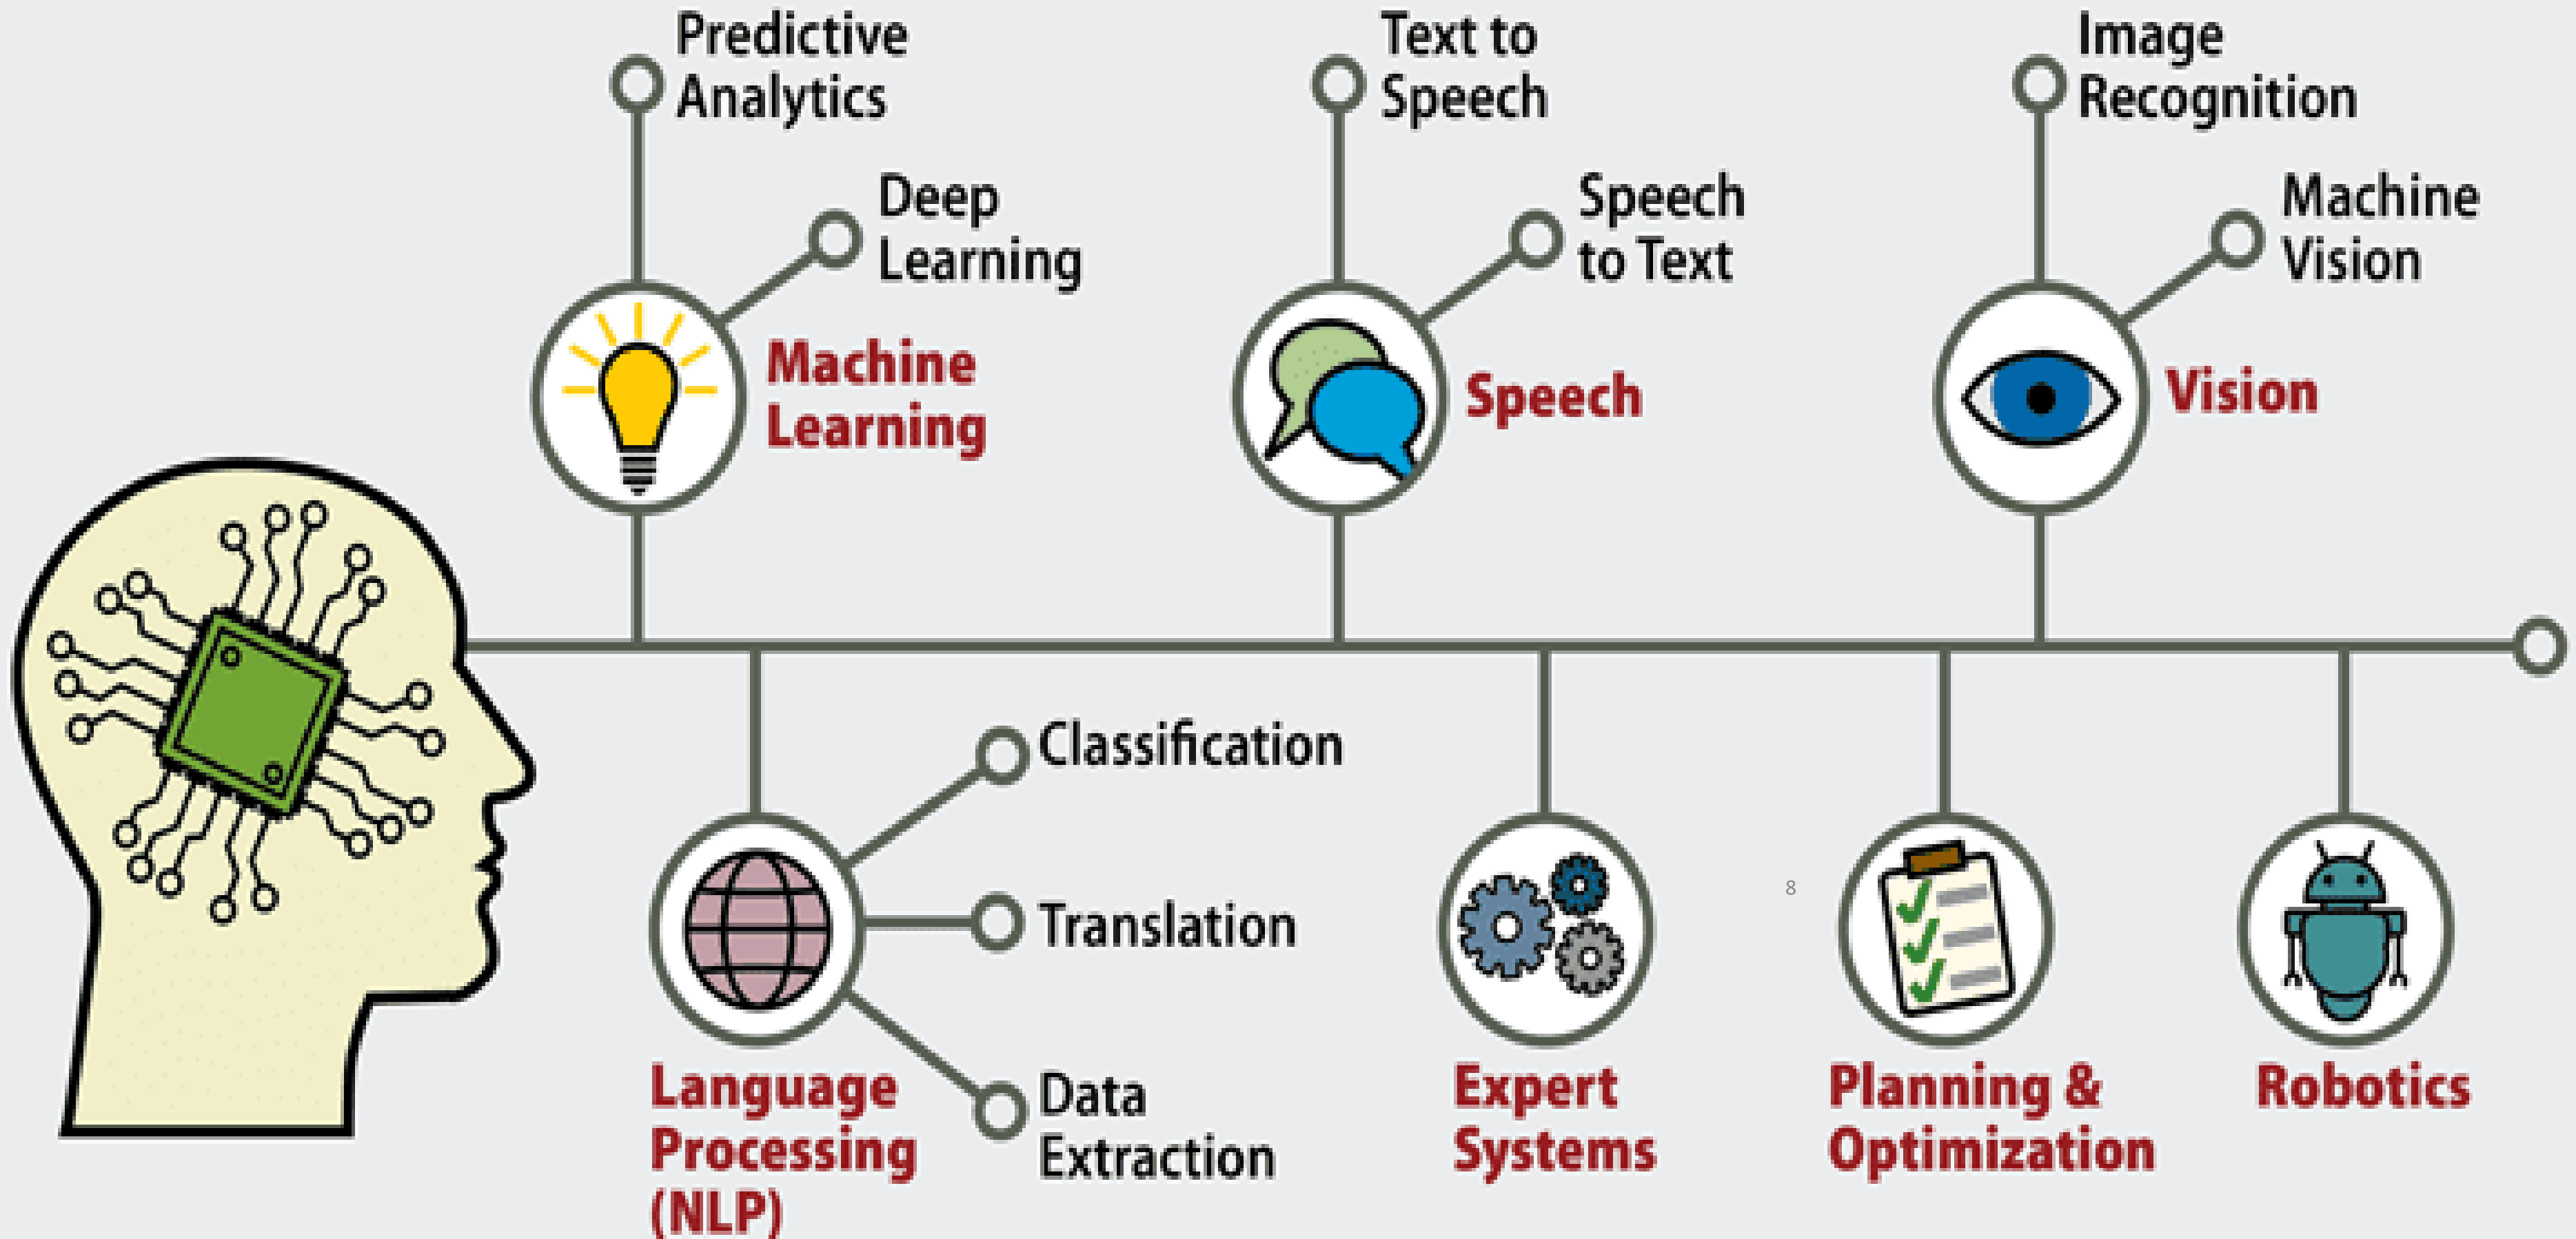 Predictive
Analytics
Deep
Learning
Machine
Learning
Text to
Speech
Speech
to Text
Speech
Image
Recognition
Machine
Vision
Vision
Classification
Translation
Data
Extraction
Language
Processing
(NLP)
Expert
Systems
8
Planning &
Optimization
Robotics